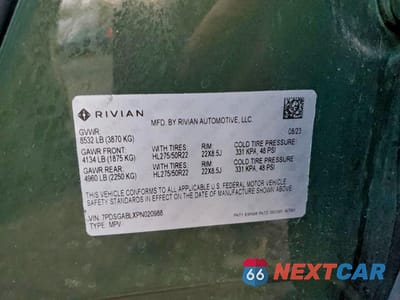 RIVIAN
MFD. BY RIVIAN AUTOMOTIVE, LLC.
08/23
GVWR:
8532 LB (3870 KG)
GAWR FRONT: WITH TIRES RIM COLD TIRE PRESSURE
4134 LB (1875 KG) HL275/50R22 22X8.5J 331 KPA, 48 PSI
GAWR REAR: WITH TIRES RIM COLD TIRE PRESSURE
4960 LB (2250 KG) HL275/50R22 22X8.5J 331 KPA, 48 PSI
THIS VEHICLE CONFORMS TO ALL APPLICABLE U.S. FEDERAL MOTOR VEHICLE
SAFETY STANDARDS IN EFFECT ON THE DATE OF MANUFACTURE SHOWN ABOVE.
VIN: 7PDSGABLXPN020988
TYPE: MPV
66 NEXTCAR